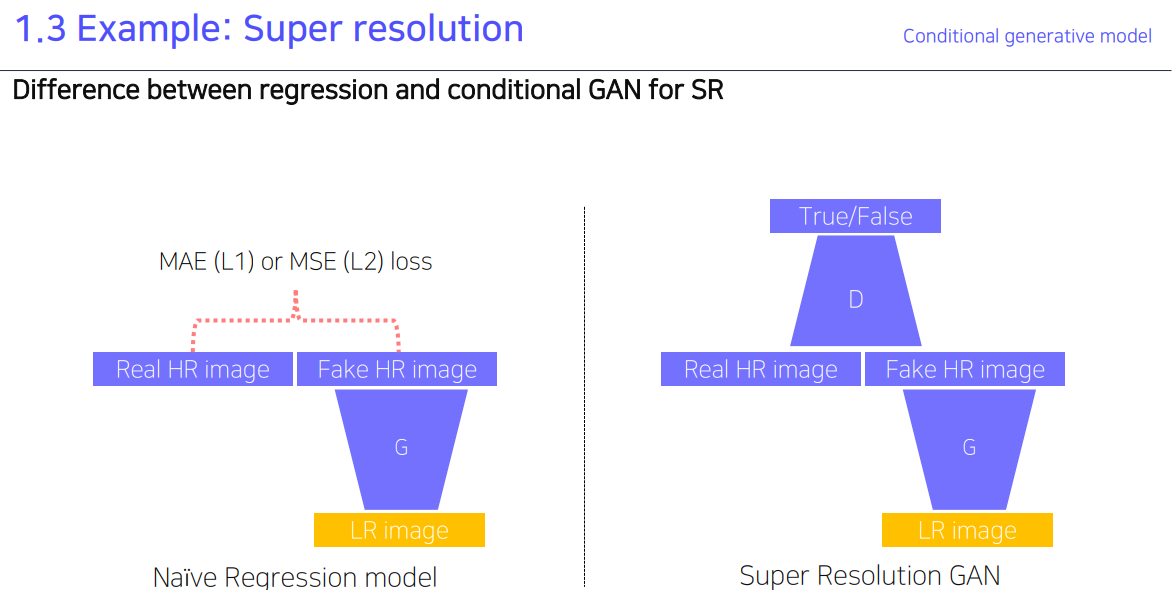 1.3 Example: Super resolution
Conditional generative model
Difference between regression and conditional GAN for SR
MAE (L1) or MSE (L2) loss
Real HR image
Fake HR image
G
LR image
Naïve Regression model
True/False
D
Real HR image
Fake HR image
G
LR image
Super Resolution GAN